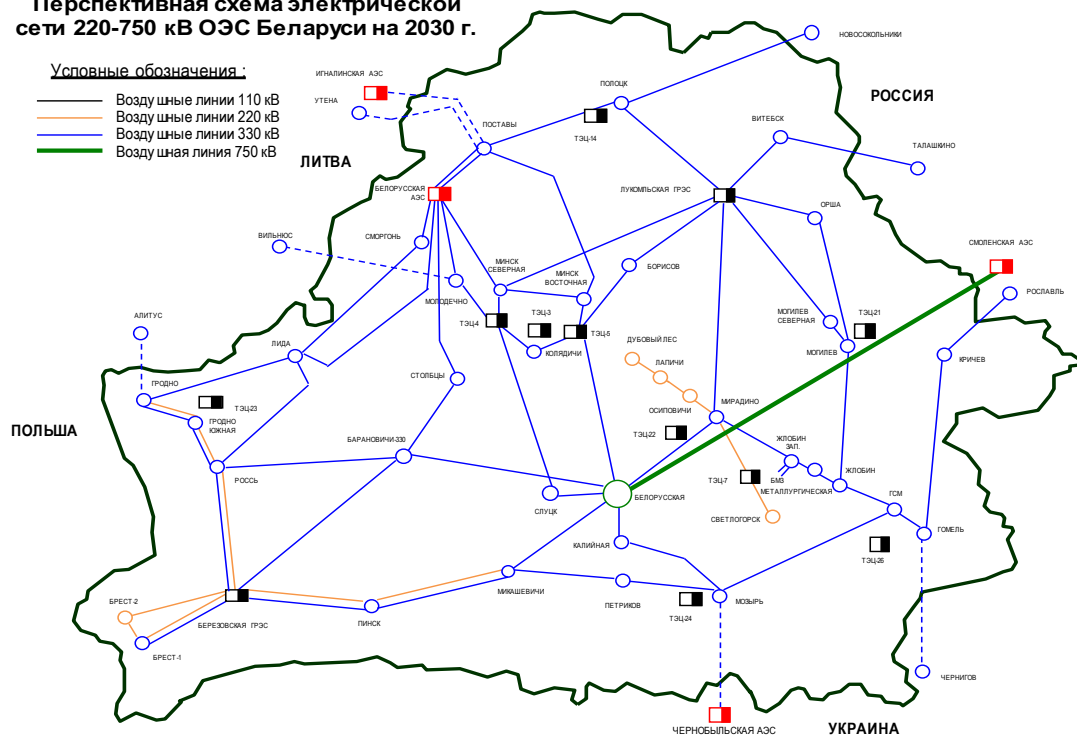 Перспективная схема электрической
сети 220-750 кВ ОЭС Беларуси на 2030 г.
Условные обозначения :
Воздушные линии 110 кВ
Воздушные линии 220 кВ
Воздушные линии 330 кВ
Воздушная линия 750 кВ
НОВОСОКОЛЬНИКИ
ИГНАЛИНСКАЯ АЭС
УТЕНА
ПОЛОЦК
РОССИЯ
ТЭЦ-14
ПОСТАВЫ
ВИТЕБСК
ТАЛАШКИНО
ЛИТВА
БЕЛОРУССКАЯ
АЭС
ЛУКОМЛЬСКАЯ ГРЭС
ОРША
ВИЛЬНЮС
СМОРГОНЬ
СМОЛЕНСКАЯ АЭС
МИНСК
СЕВЕРНАЯ
МИНСК
ВОСТОЧНАЯ
БОРИСОВ
РОСЛАВЛЬ
МОЛОДЕЧНО
АЛИТУС
ТЭЦ-4
ТЭЦ-3
ТЭЦ-5
МОГИЛЕВ
СЕВЕРНАЯ
ТЭЦ-21
МОГИЛЕВ
ДУБОВЫЙ ЛЕС
ЛАПИЧИ
КОЛЯДИЧИ
ЛИДА
КРИЧЕВ
СТОЛБЦЫ
ГРОДНО
ТЭЦ-23
ГРОДНО
ЮЖНАЯ
ОСИПОВИЧИ
МИРАДИНО
ПОЛЬША
ТЭЦ-22
БАРАНОВИЧИ-330
ЖЛОБИН
ЗАП.
ЖЛОБИН
РОССЬ
ТЭЦ-7
БМЗ
МЕТАЛЛУРГИЧЕСКАЯ
ГСМ
СЛУЦК
БЕЛОРУССКАЯ
СВЕТЛОГОРСК
ГОМЕЛЬ
КАЛИЙНАЯ
ТЭЦ-26
МИКАШЕВИЧИ
ПЕТРИКОВ
МОЗЫРЬ
ТЭЦ-24
БРЕСТ-2
БЕРЕЗОВСКАЯ ГРЭС
ПИНСК
БРЕСТ-1
ЧЕРНИГОВ
ЧЕРНОБЫЛЬСКАЯ АЭС
УКРАИНА